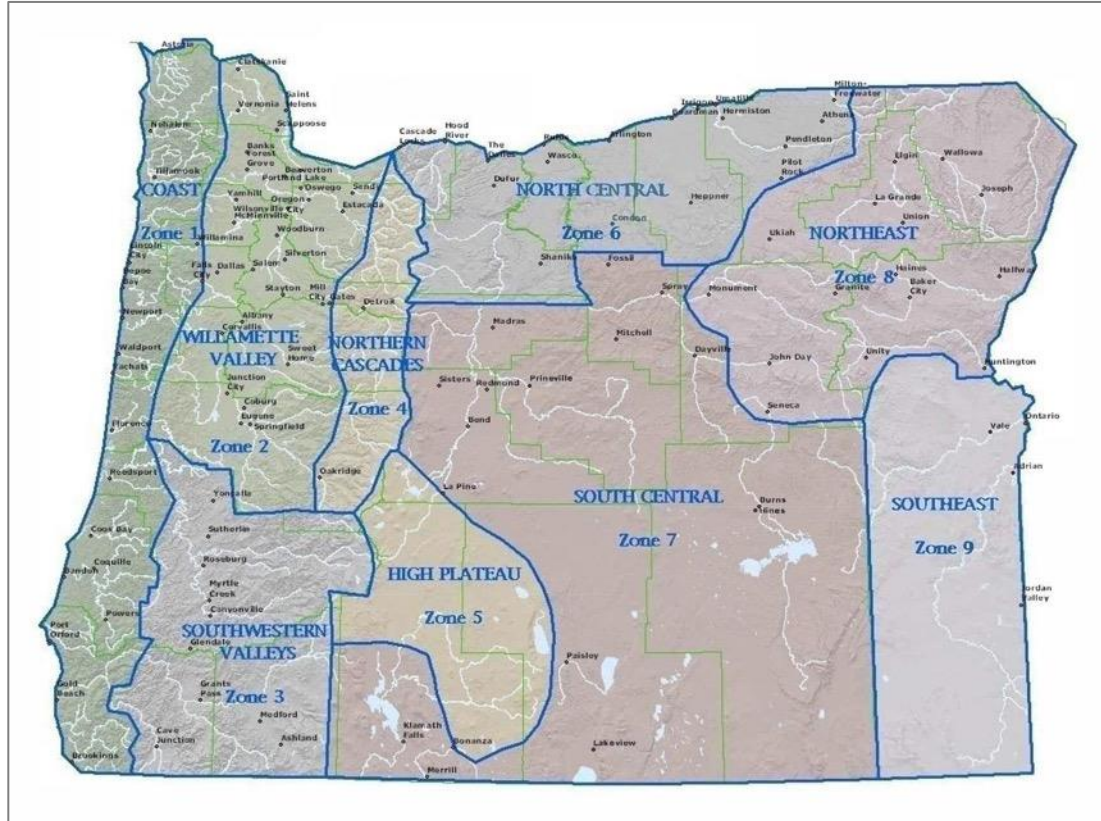 Astoria
Clatskanie
Vernonia
Saint
Helens
Scappoose
Nehalem
Banks
Forest
Grove
Beaverton
Portland
Lake
Oswego
Sandy
Tillamook
COAST
Zone 1
Yamhill
Oregon
City
Wilsonville
McMinnville
Estacada
Woodburn
Willamina
Lincoln
City
Silverton
Falls
City
Dallas
Salem
Depoe
Bay
Stayton
Mill
City
Gates
Detroit
Newport
Albany
Corvallis
WILLAMETTE
VALLEY
Sweet
Home
NORTHERN
CASCADES
Zone 4
Waldport
Yachats
Junction
City
Coburg
Eugene
Springfield
Zone 2
Florence
Oakridge
Reedsport
Yoncalla
Sutherlin
Coos Bay
Roseburg
Coquille
Bandon
Myrtle
Creek
Canyonville
Powers
Port
Orford
SOUTHWESTERN
VALLEYS
Glendale
Grants
Pass
Zone 3
Gold
Beach
Medford
Cave
Junction
Ashland
Brookings
Cascade
Locks
Hood
River
The
Dalles
Rufus
Arlington
Boardman
Irrigon
Umatilla
Hermiston
Milton-
Freewater
Athena
Pendleton
Pilot
Rock
Wasco
Dufur
NORTH CENTRAL
Zone 6
Condon
Heppner
Shaniko
Fossil
Elgin
Wallowa
La Grande
Joseph
Union
Ukiah
NORTHEAST
Zone 8
Haines
Baker
City
Halfway
Granite
Spray
Monument
Madras
Mitchell
Dayville
John Day
Unity
Huntington
Sisters
Redmond
Prineville
Seneca
Bend
Ontario
Vale
Adrian
La Pine
SOUTH CENTRAL
Zone 7
Burns
Hines
SOUTHEAST
Zone 9
HIGH PLATEAU
Zone 5
Jordan
Valley
Paisley
Klamath
Falls
Bonanza
Lakeview
Merrill